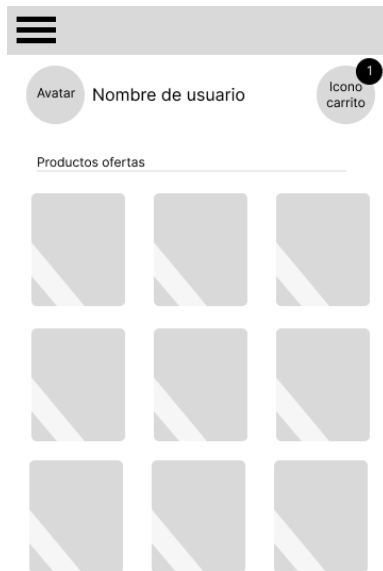 Avatar
Nombre de usuario
1
Icono
carrito
Productos ofertas